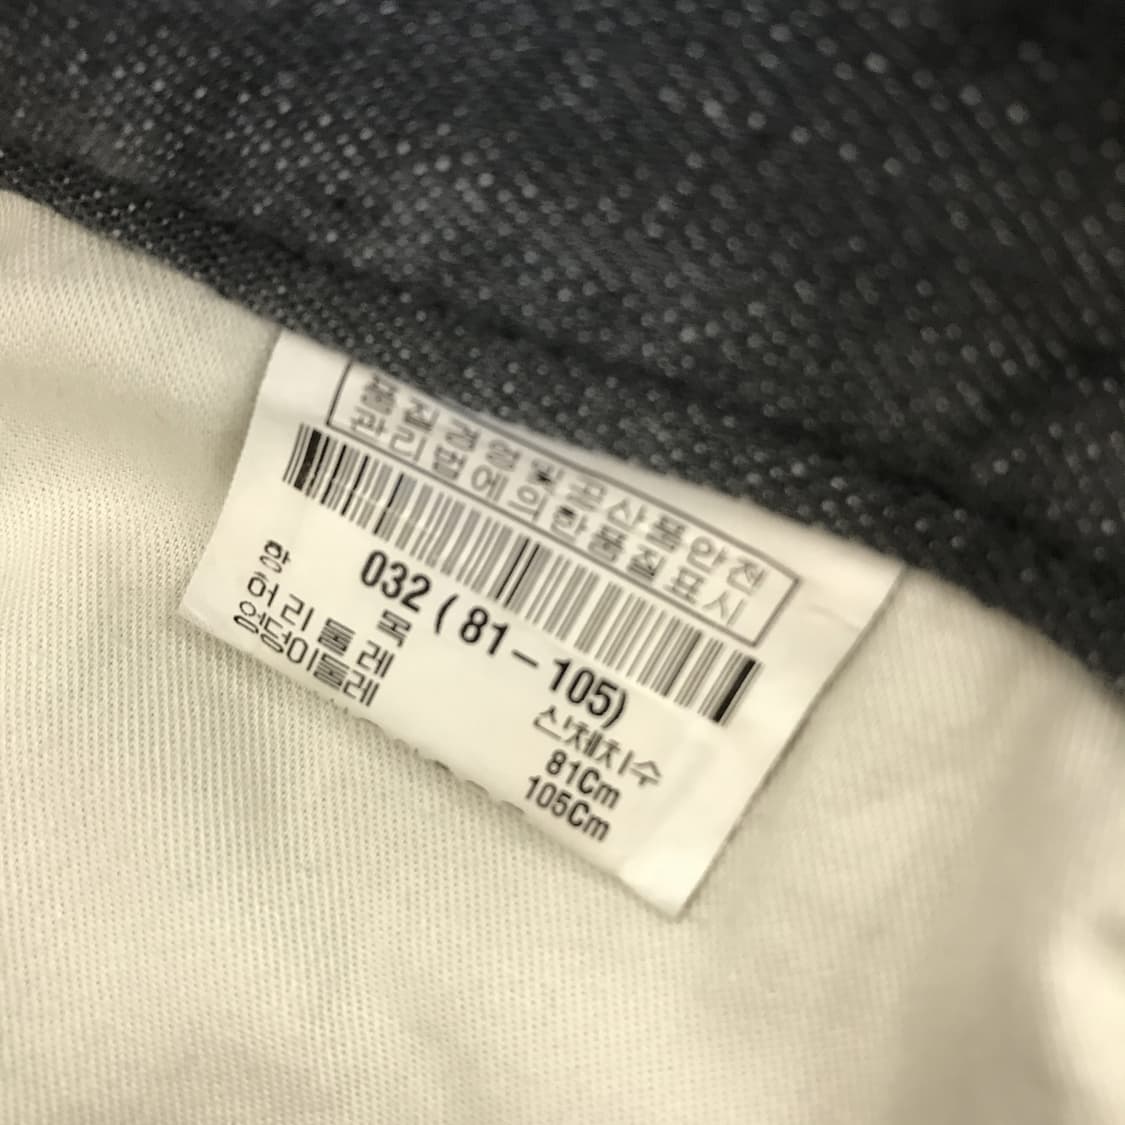 품질경영 및 공산품안전
관리법에 의한 품질표시
032 ( 81 - 105)
항 목 신체치수
허 리 둘 레 81Cm
엉덩이둘레 105Cm